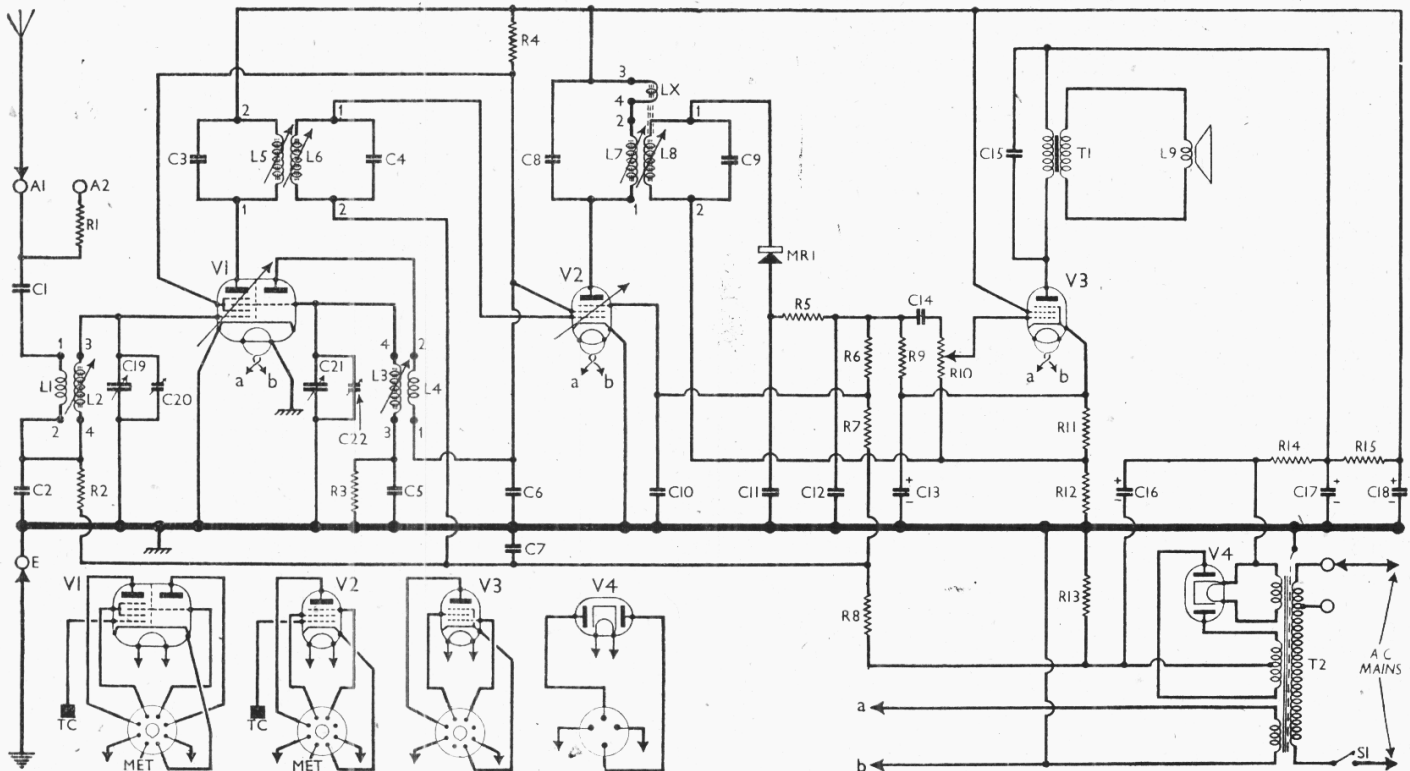 R4
3
LX
4
2 1 2 1
C3 L5 L6 C4 C8 L7 L8 C9 C15 T1 L9
1 2 1 2
A1 A2
R1
MR1
V1 V2 V3
C1
R5 C14
a b a b a b
1 3 C19 C21 4 2 R6 R9 R10
L1 L2 C20 L3 L4
2 4 C22 3 1 R7 R11
R14 R15
C2 R2 R3 C5 C6 C10 C11 C12 + C13 - R12 + C16 - C17 + - C18 + -
E C7
V1 V2 V3 V4 V4
R8 R13
T2
A C
MAINS
TC TC
a
MET MET
b
S1